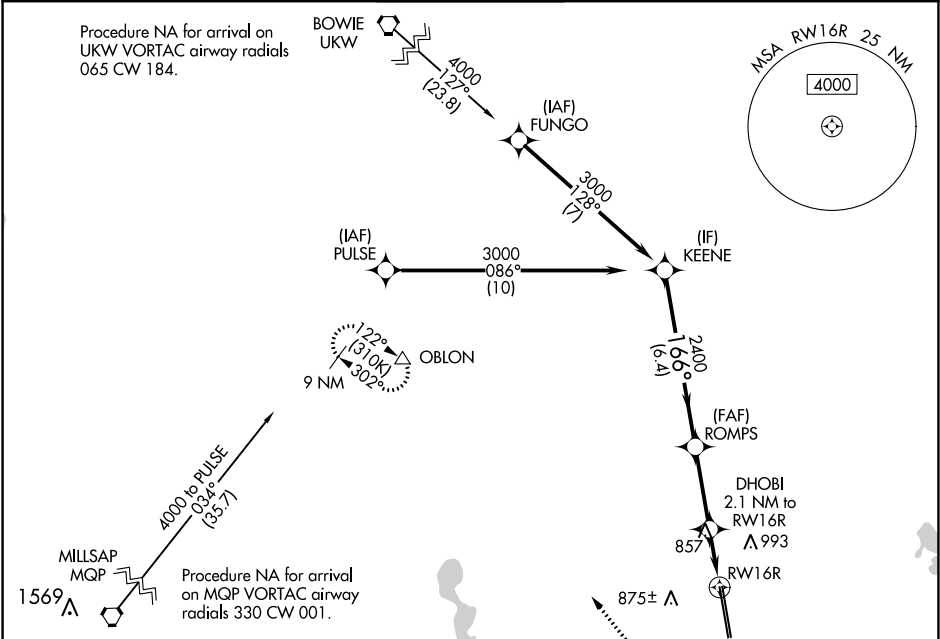 Procedure NA for arrival on
UKW VORTAC airway radials
065 CW 184.
BOWIE
UKW
4000
127°
(23.8)
MSA RW16R 25 NM
4000
(IAF)
FUNGO
3000
128°
(7)
(IAF)
PULSE
3000
086°
(10)
(IF)
KEENE
122°
(310K)
302°
OBLON
9 NM
2400
166°
(6.4)
(FAF)
ROMPS
4000 to PULSE
034°
(35.7)
DHOBI
2.1 NM to
RW16R
857
993
MILLSAP
MQP
1569
Procedure NA for arrival
on MQP VORTAC airway
radials 330 CW 001.
RW16R
875±